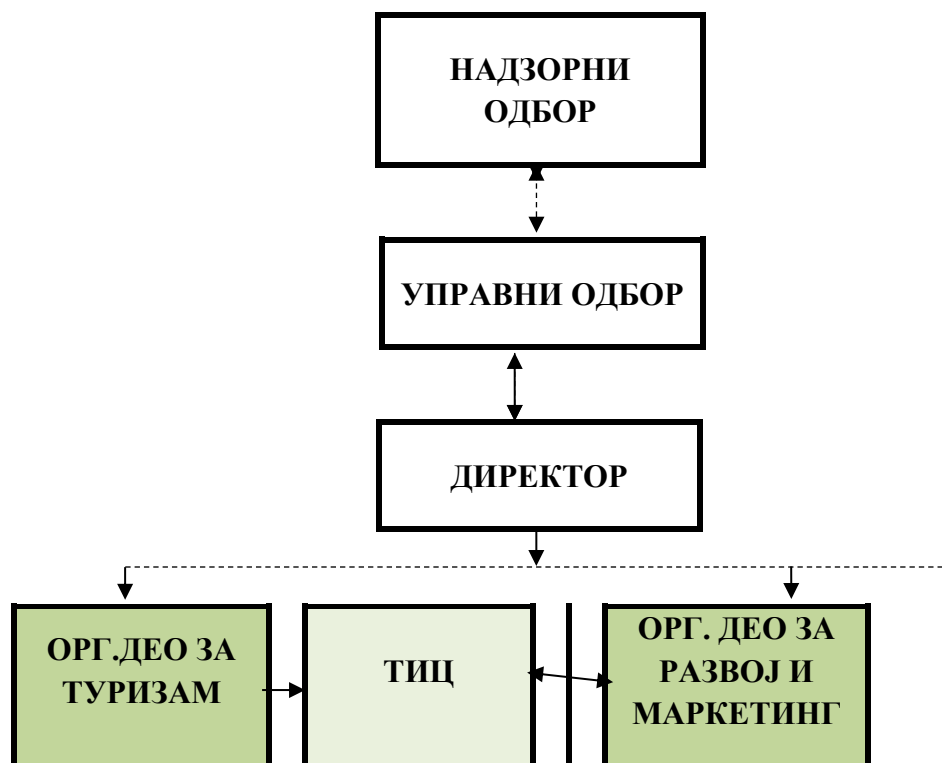 НАДЗОРНИ
ОДБОР
УПРАВНИ ОДБОР
ДИРЕКТОР
ОРГ.ДЕО ЗА
ТУРИЗАМ
ТИЦ
ОРГ. ДЕО ЗА
РАЗВОЈ И
МАРКЕТИНГ